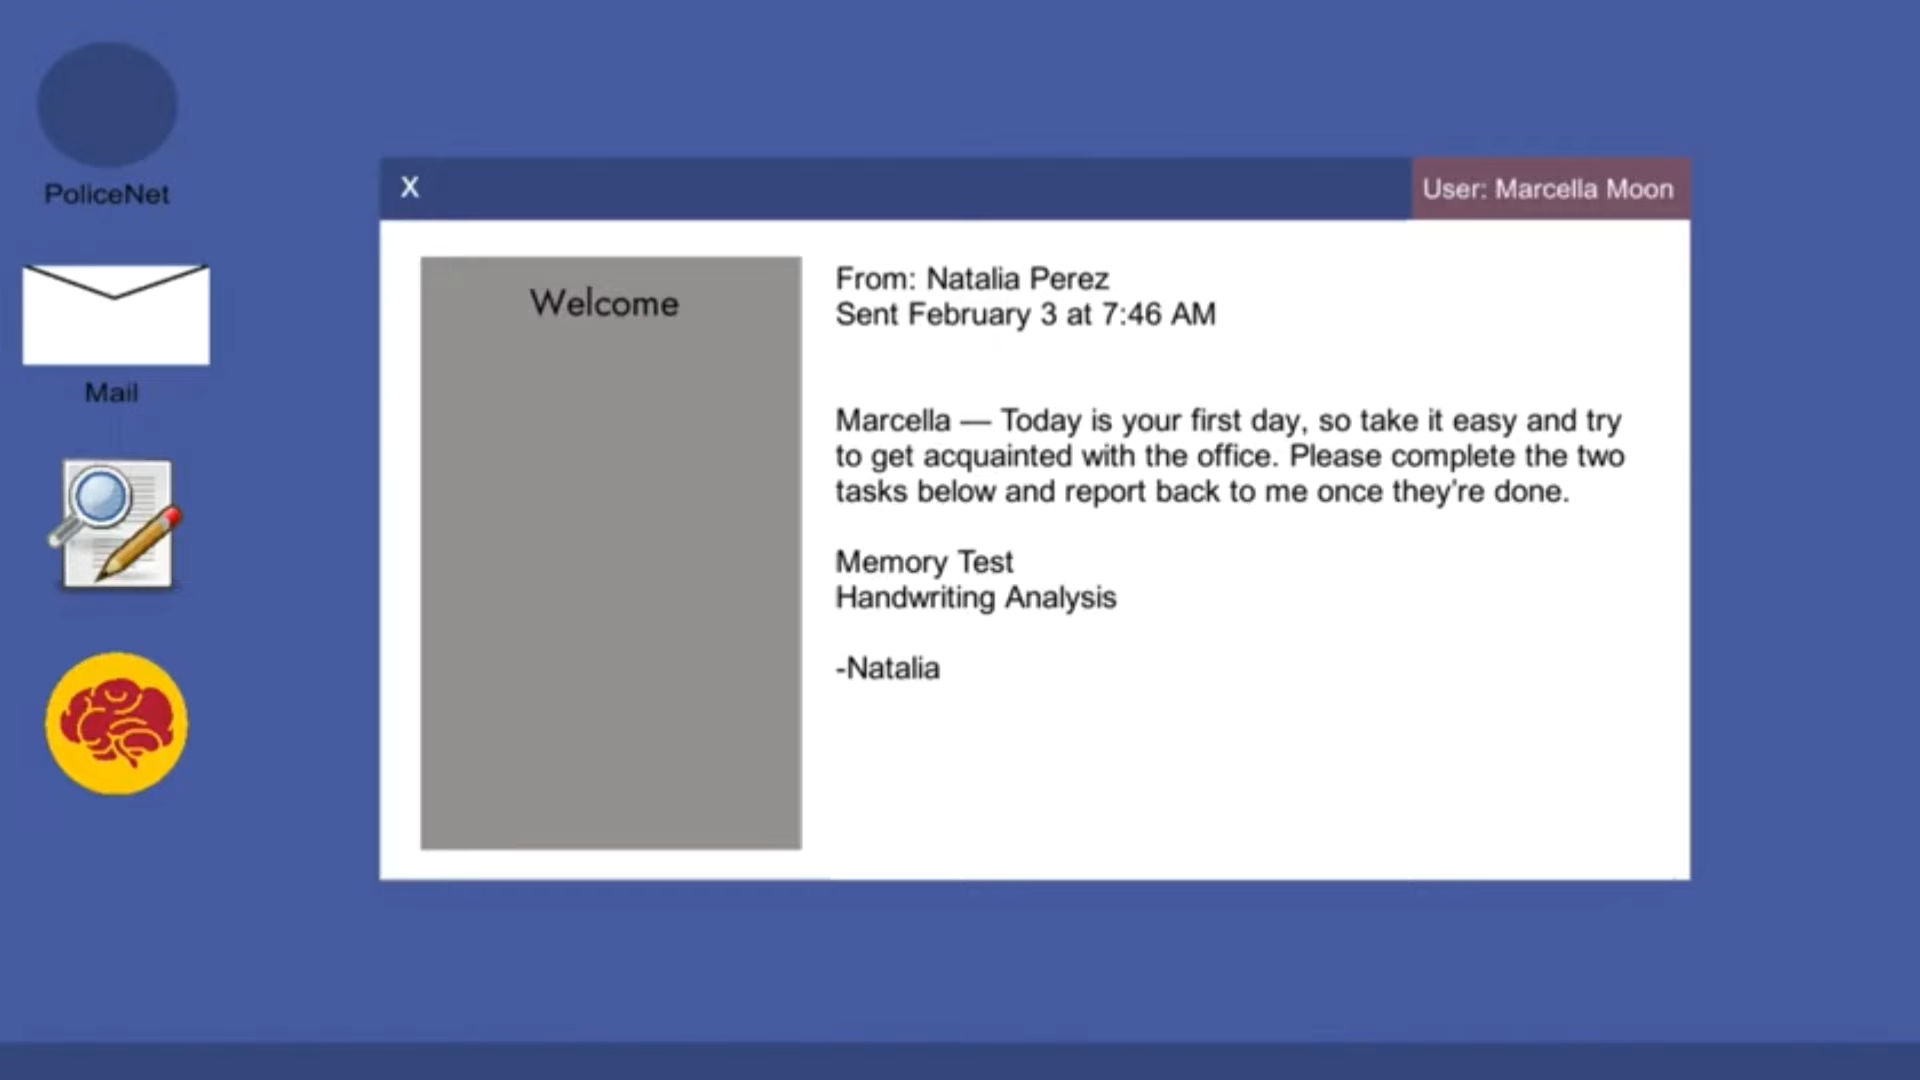 PoliceNet
Mail
X
User: Marcella Moon
Welcome
From: Natalia Perez
Sent February 3 at 7:46 AM
Marcella — Today is your first day, so take it easy and try
to get acquainted with the office. Please complete the two
tasks below and report back to me once they're done.
Memory Test
Handwriting Analysis
-Natalia